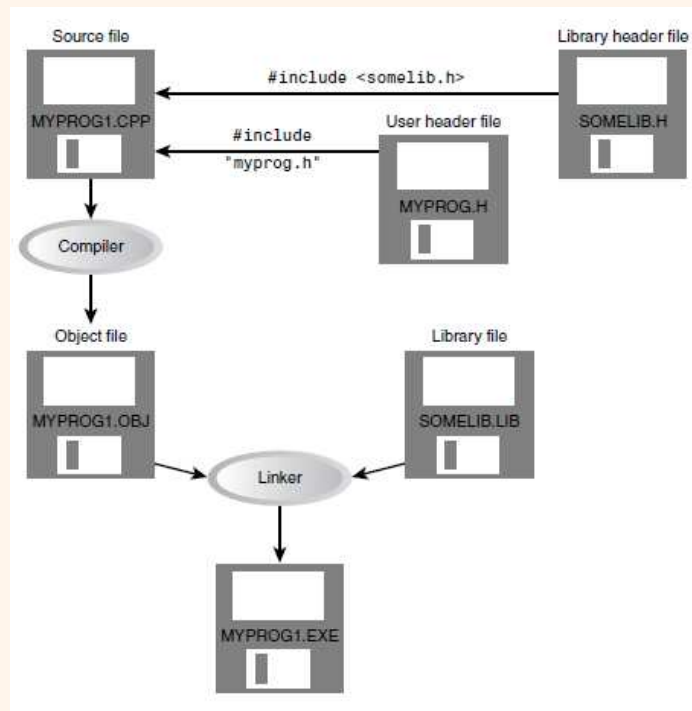 Source file
Library header file
#include <somelib.h>
MYPROG1.CPP
SOMELIB.H
#include
"myprog.h"
User header file
MYPROG.H
Compiler
Object file
Library file
MYPROG1.OBJ
SOMELIB.LIB
Linker
MYPROG1.EXE